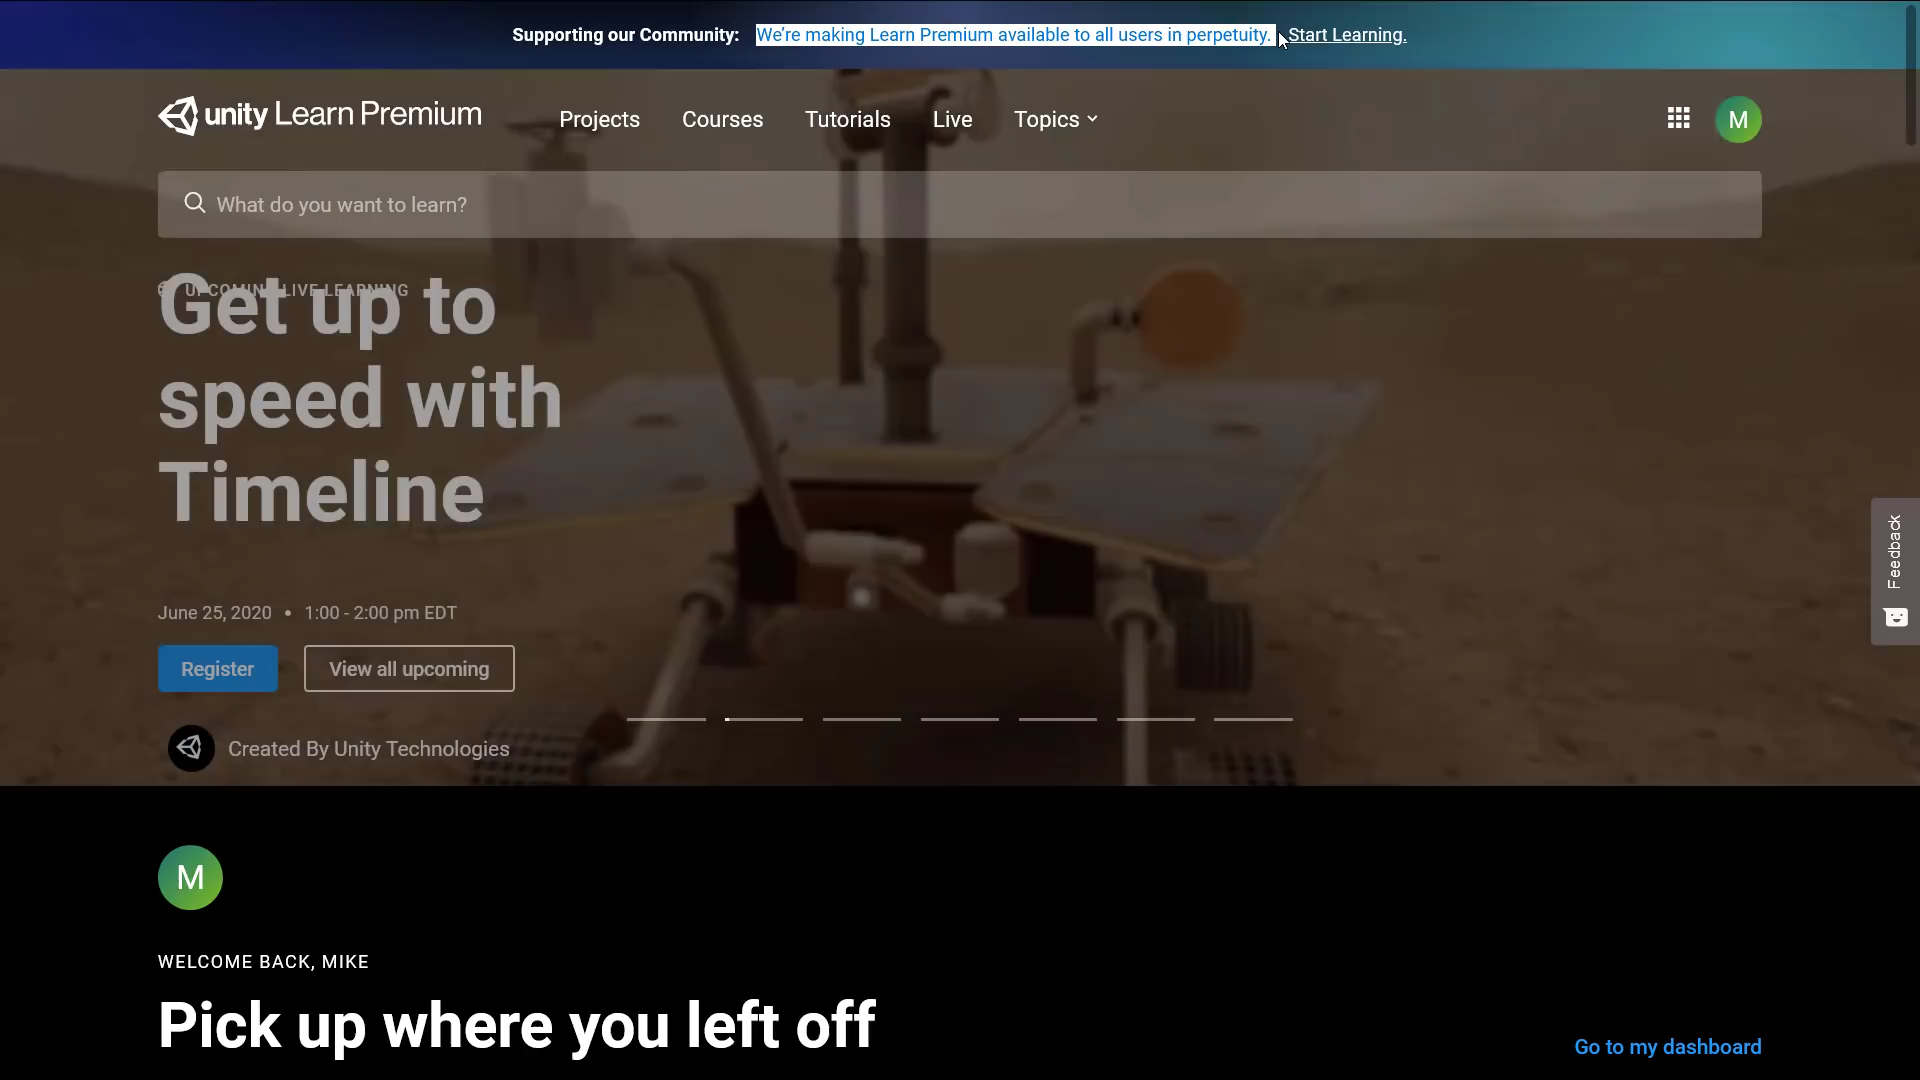 Supporting our Community: We're making Learn Premium available to all users in perpetuity. Start Learning.
unity Learn Premium
Projects Courses Tutorials Live Topics
M
What do you want to learn?
UPCOMING LIVE LEARNING
Get up to
speed with
Timeline
June 25, 2020 • 1:00 - 2:00 pm EDT
Register View all upcoming
Created By Unity Technologies
Feedback
M
WELCOME BACK, MIKE
Pick up where you left off
Go to my dashboard